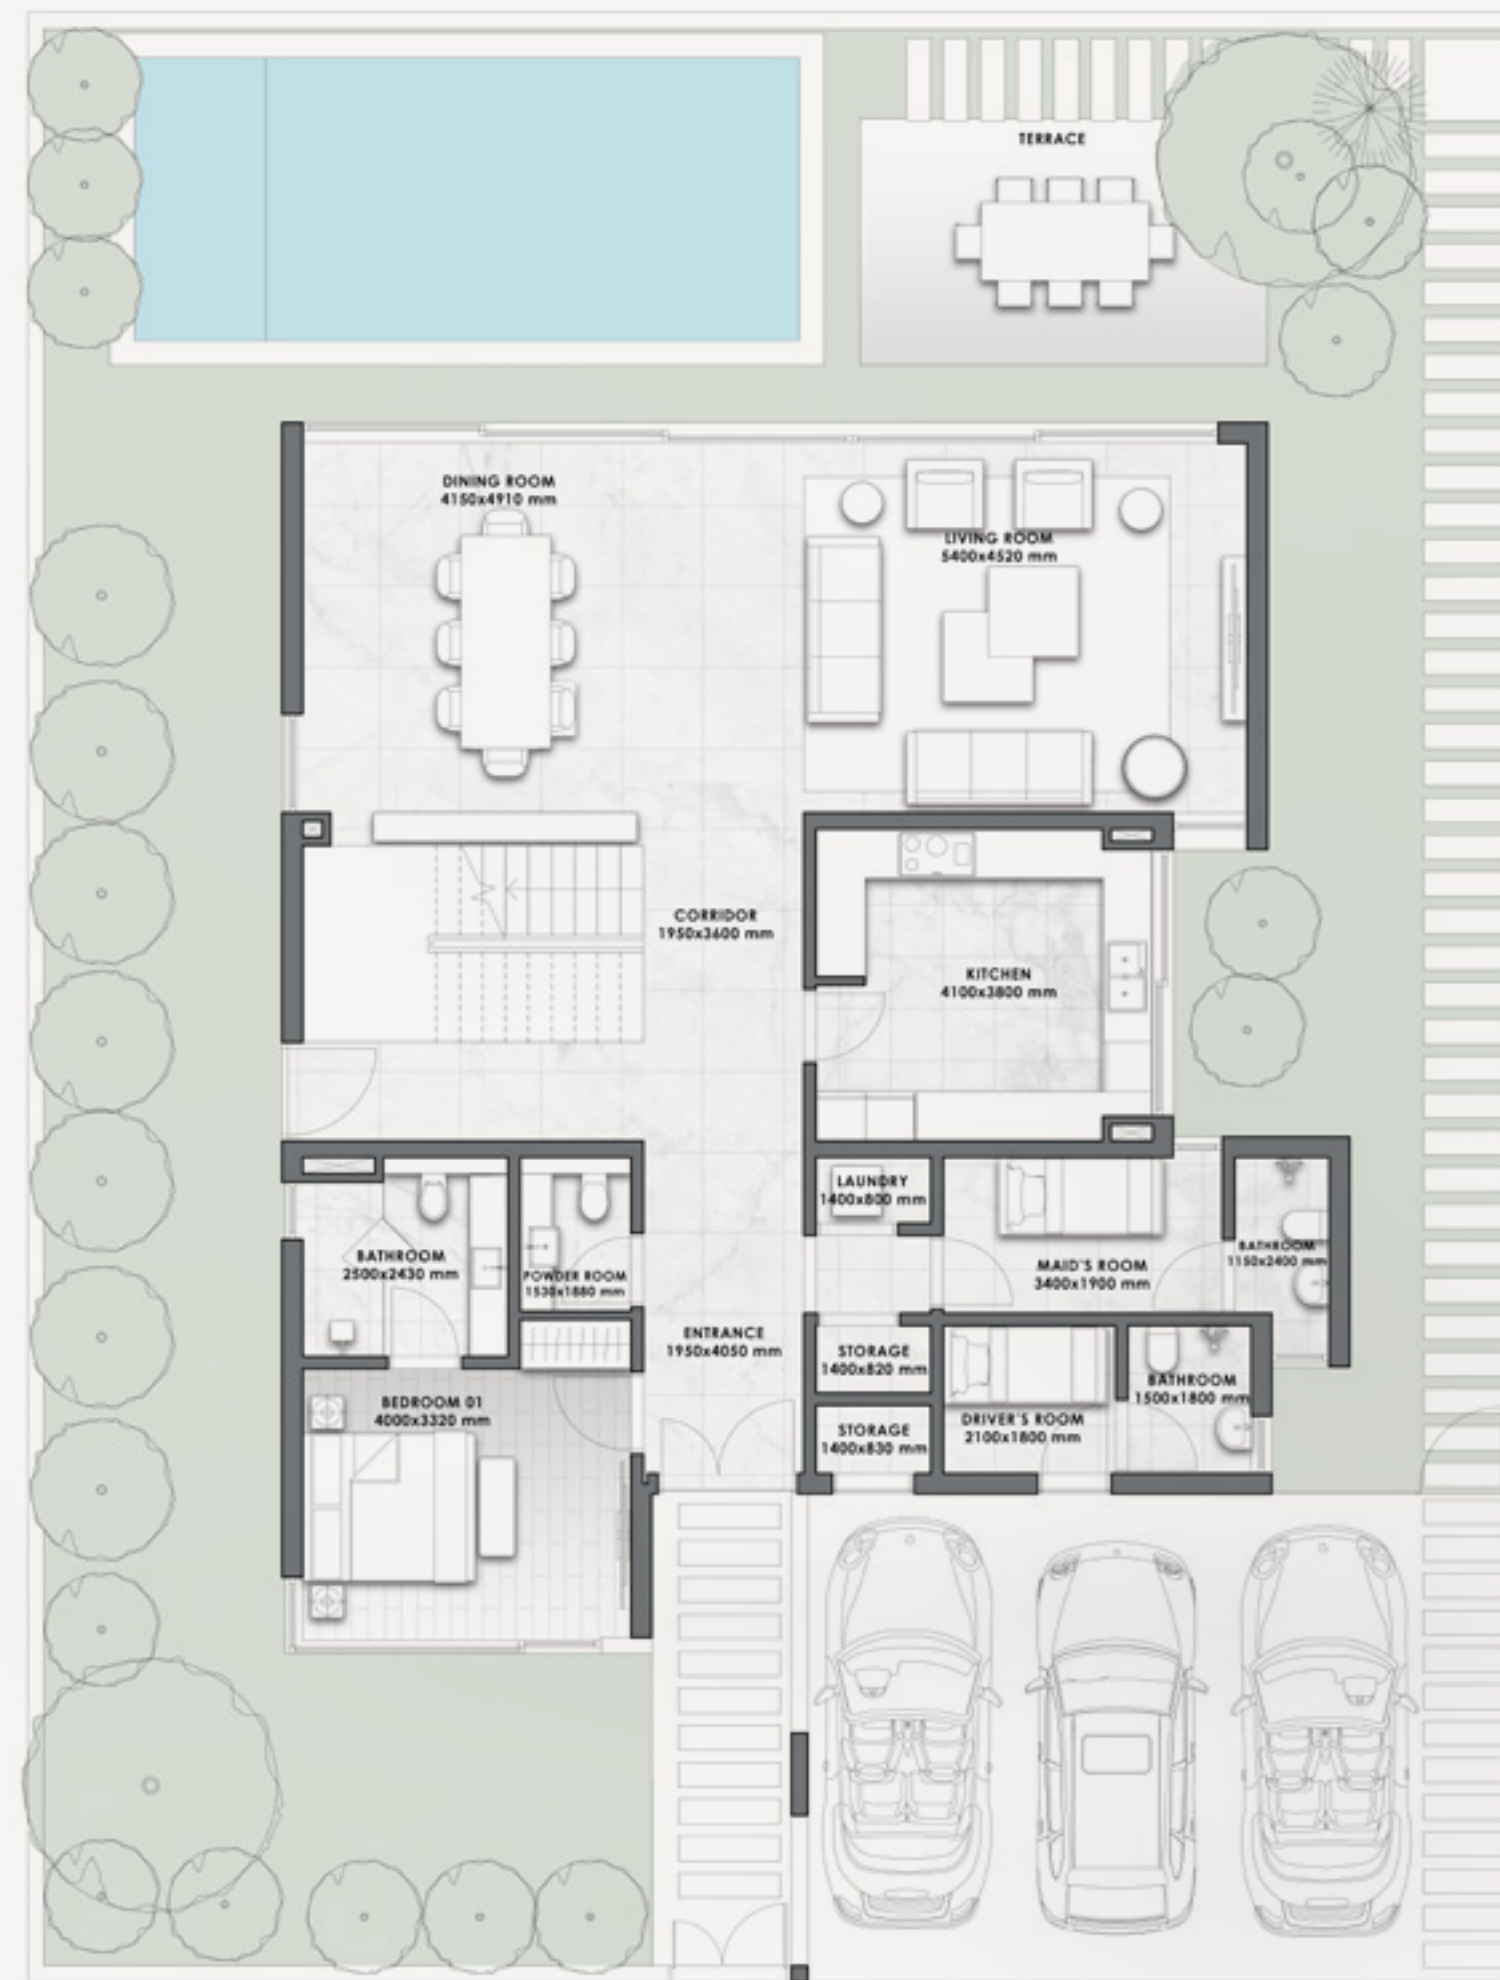 TERRACE
DINING ROOM
4150x4910 mm
LIVING ROOM
5400x4520 mm
CORRIDOR
1950x3600 mm
KITCHEN
4100x3800 mm
LAUNDRY
1400x800 mm
BATHROOM
2500x2430 mm
POWDER ROOM
1530x1880 mm
MAID'S ROOM
3400x1900 mm
BATHROOM
1150x2400 mm
ENTRANCE
1950x4050 mm
STORAGE
1400x820 mm
BEDROOM 01
4000x3320 mm
BATHROOM
1500x1800 mm
STORAGE
1400x830 mm
DRIVER'S ROOM
2100x1800 mm